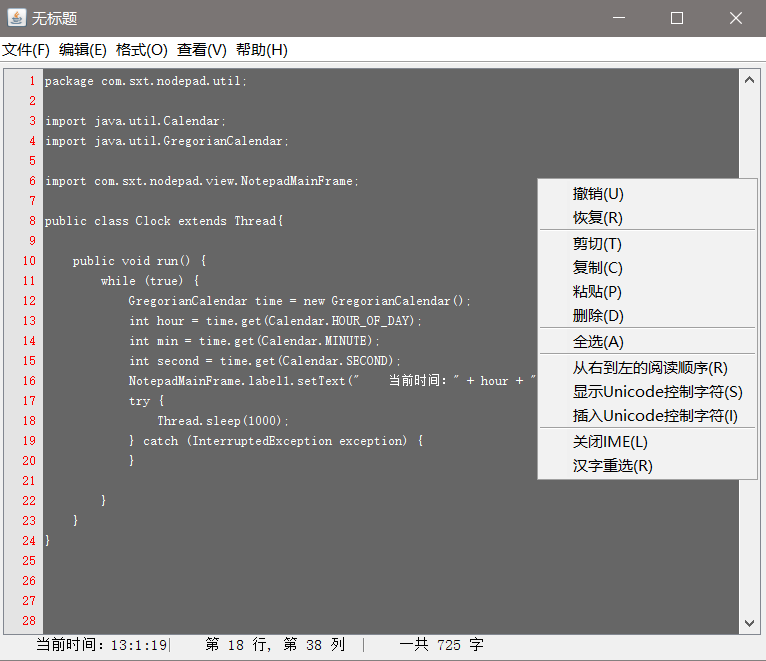 无标题
文件(F) 编辑(E) 格式(O) 查看(V) 帮助(H)
1 package com.sxt.nodepad.util;
2
3 import java.util.Calendar;
4 import java.util.GregorianCalendar;
5
6 import com.sxt.nodepad.view.NotepadMainFrame;
7
8 public class Clock extends Thread{
9
10 public void run() {
11 while (true) {
12 GregorianCalendar time = new GregorianCalendar();
13 int hour = time.get(Calendar.HOUR_OF_DAY);
14 int min = time.get(Calendar.MINUTE);
15 int second = time.get(Calendar.SECOND);
16 NotepadMainFrame.label1.setText("    当前时间：" + hour + "
17 try {
18 Thread.sleep(1000);
19 } catch (InterruptedException exception) {
20 }
21
22 }
23 }
24 }
25
26
27
28
撤销(U)
恢复(R)
剪切(T)
复制(C)
粘贴(P)
删除(D)
全选(A)
从右到左的阅读顺序(R)
显示Unicode控制字符(S)
插入Unicode控制字符(I)
关闭IME(L)
汉字重选(R)
当前时间：13:1:19| 第 18 行, 第 38 列 | 一共 725 字